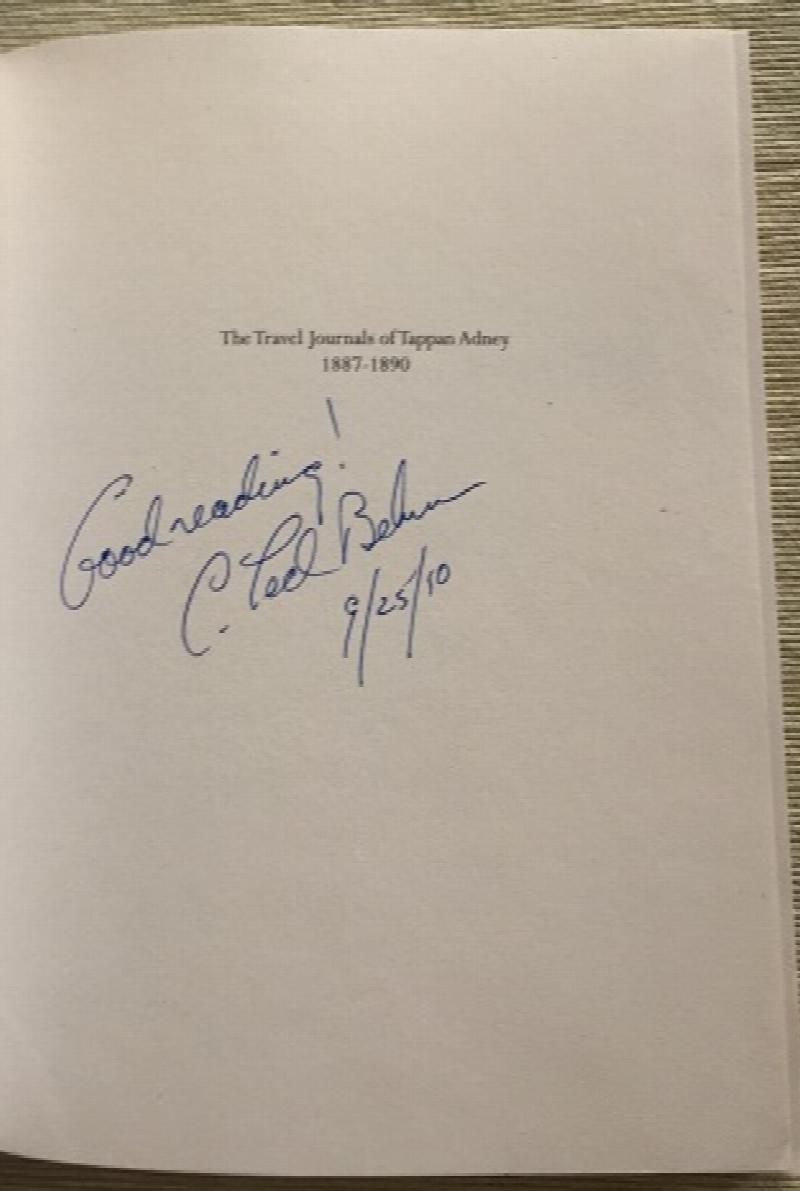 The Travel Journals of Tappan Adney
1887-1890
Good reading!
C. Ted Behne
9/25/10